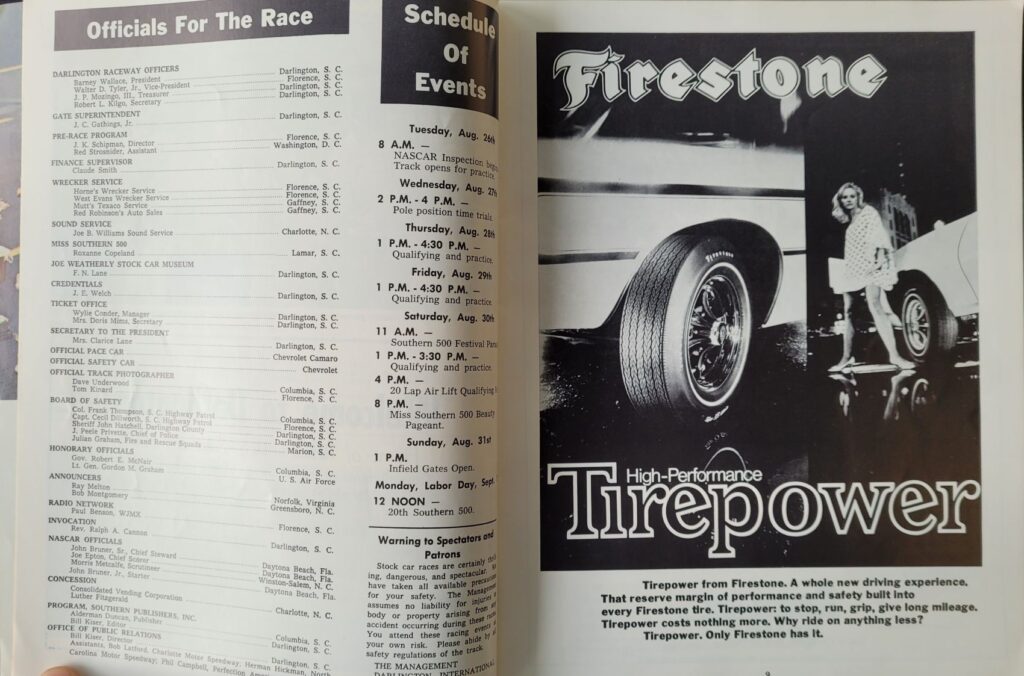 Officials For The Race
DARLINGTON RACEWAY OFFICERS
Barney Wallace, President Darlington, S. C.
Walter D. Tyler, Jr., Vice-President Florence, S. C.
J. P. Mozingo, III, Treasurer Darlington, S. C.
Robert L. Kilgo, Secretary Darlington, S. C.
GATE SUPERINTENDENT
J. C. Gathings, Jr. Darlington, S. C.
PRE-RACE PROGRAM
J. K. Schipman, Director Florence, S. C.
Red Strosnider, Assistant Washington, D. C.
FINANCE SUPERVISOR
Claude Smith Darlington, S. C.
WRECKER SERVICE
Horne's Wrecker Service Florence, S. C.
West Evans Wrecker Service Florence, S. C.
Mutt's Texaco Service Gaffney, S. C.
Red Robinson's Auto Sales Gaffney, S. C.
SOUND SERVICE
Joe B. Williams Sound Service Charlotte, N. C.
MISS SOUTHERN 500
Roxanne Copeland Lamar, S. C.
JOE WEATHERLY STOCK CAR MUSEUM
F. N. Lane Darlington, S. C.
CREDENTIALS
J. E. Welch Darlington, S. C.
TICKET OFFICE
Wylie Conder, Manager Darlington, S. C.
Mrs. Doris Mims, Secretary Darlington, S. C.
SECRETARY TO THE PRESIDENT
Mrs. Clarice Lane Darlington, S. C.
OFFICIAL PACE CAR Chevrolet Camaro
OFFICIAL SAFETY CAR Chevrolet
OFFICIAL TRACK PHOTOGRAPHER
Dave Underwood Columbia, S. C.
Tom Kinard Florence, S. C.
BOARD OF SAFETY
Col. Frank Thompson, S. C. Highway Patrol Columbia, S. C.
Capt. Cecil Dillworth, S. C. Highway Patrol Florence, S. C.
Sheriff John Hatchell, Darlington County Darlington, S. C.
J. Peele Privette, Chief of Police Darlington, S. C.
Julian Graham, Fire and Rescue Squads Marion, S. C.
HONORARY OFFICIALS
Gov. Robert E. McNair Columbia, S. C.
Lt. Gen. Gordon M. Graham U. S. Air Force
ANNOUNCERS
Ray Melton Norfolk, Virginia
Bob Montgomery Greensboro, N. C.
RADIO NETWORK
Paul Benson, WJMX Florence, S. C.
INVOCATION
Rev. Ralph A. Cannon Darlington, S. C.
NASCAR OFFICIALS
John Bruner, Sr., Chief Steward Daytona Beach, Fla.
Joe Epton, Chief Scorer Daytona Beach, Fla.
Morris Metcalfe, Scrutineer Winston-Salem, N. C.
John Bruner, Jr., Starter Daytona Beach, Fla.
CONCESSION
Consolidated Vending Corporation
Luther Fitzgerald Charlotte, N. C.
PROGRAM, SOUTHERN PUBLISHERS, INC.
Alderman Duncan, Publisher Columbia, S. C.
Bill Kiser, Editor Darlington, S. C.
OFFICE OF PUBLIC RELATIONS
Bill Kiser, Director Darlington, S. C.
Assistants, Bob Latford, Charlotte Motor Speedway, Herman Hickman, North
Carolina Motor Speedway; Phil Campbell, Perfection
Schedule
Of
Events
Tuesday, Aug. 26th
8 A.M. —
NASCAR Inspection
Track opens for practice.
Wednesday, Aug. 27th
2 P.M. - 4 P.M. —
Pole position time trials.
Thursday, Aug. 28th
1 P.M. - 4:30 P.M. —
Qualifying and practice.
Friday, Aug. 29th
1 P.M. - 4:30 P.M. —
Qualifying and practice.
Saturday, Aug. 30th
11 A.M. —
Southern 500 Festival
1 P.M. - 3:30 P.M. —
Qualifying and practice.
4 P.M. —
20 Lap Air Lift Qualifying
8 P.M. —
Miss Southern 500 Beauty
Pageant.
Sunday, Aug. 31st
1 P.M.
Infield Gates Open.
Monday, Labor Day, Sept.
12 NOON —
20th Southern 500.
Warning to Spectators and
Patrons
Stock car races are certainly
ing, dangerous, and spectacular.
have taken all available precautions
for your safety. The Management
assumes no liability for injuries
body or property arising from
accident occurring during these
You attend these racing events
your own risk. Please abide by
safety regulations of the track.
THE MANAGEMENT
DARLINGTON INTERNATIONAL
Firestone
Firestone
High-Performance
Tirepower
Tirepower from Firestone. A whole new driving experience.
That reserve margin of performance and safety built into
every Firestone tire. Tirepower: to stop, run, grip, give long mileage.
Tirepower costs nothing more. Why ride on anything less?
Tirepower. Only Firestone has it.